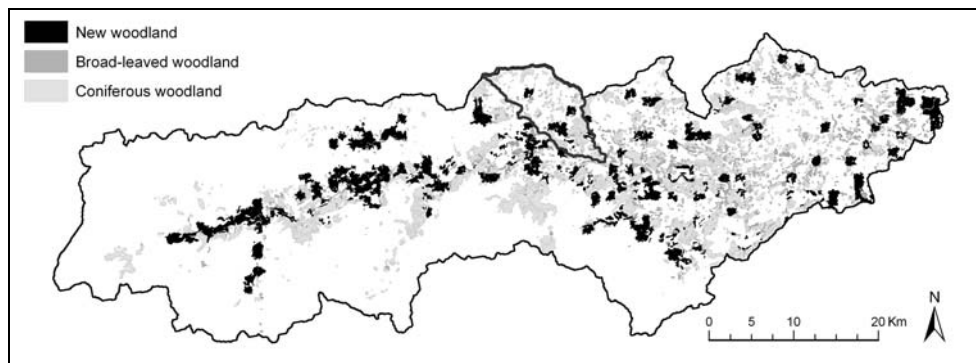 New woodland
Broad-leaved woodland
Coniferous woodland
N
0 5 10 20 Km